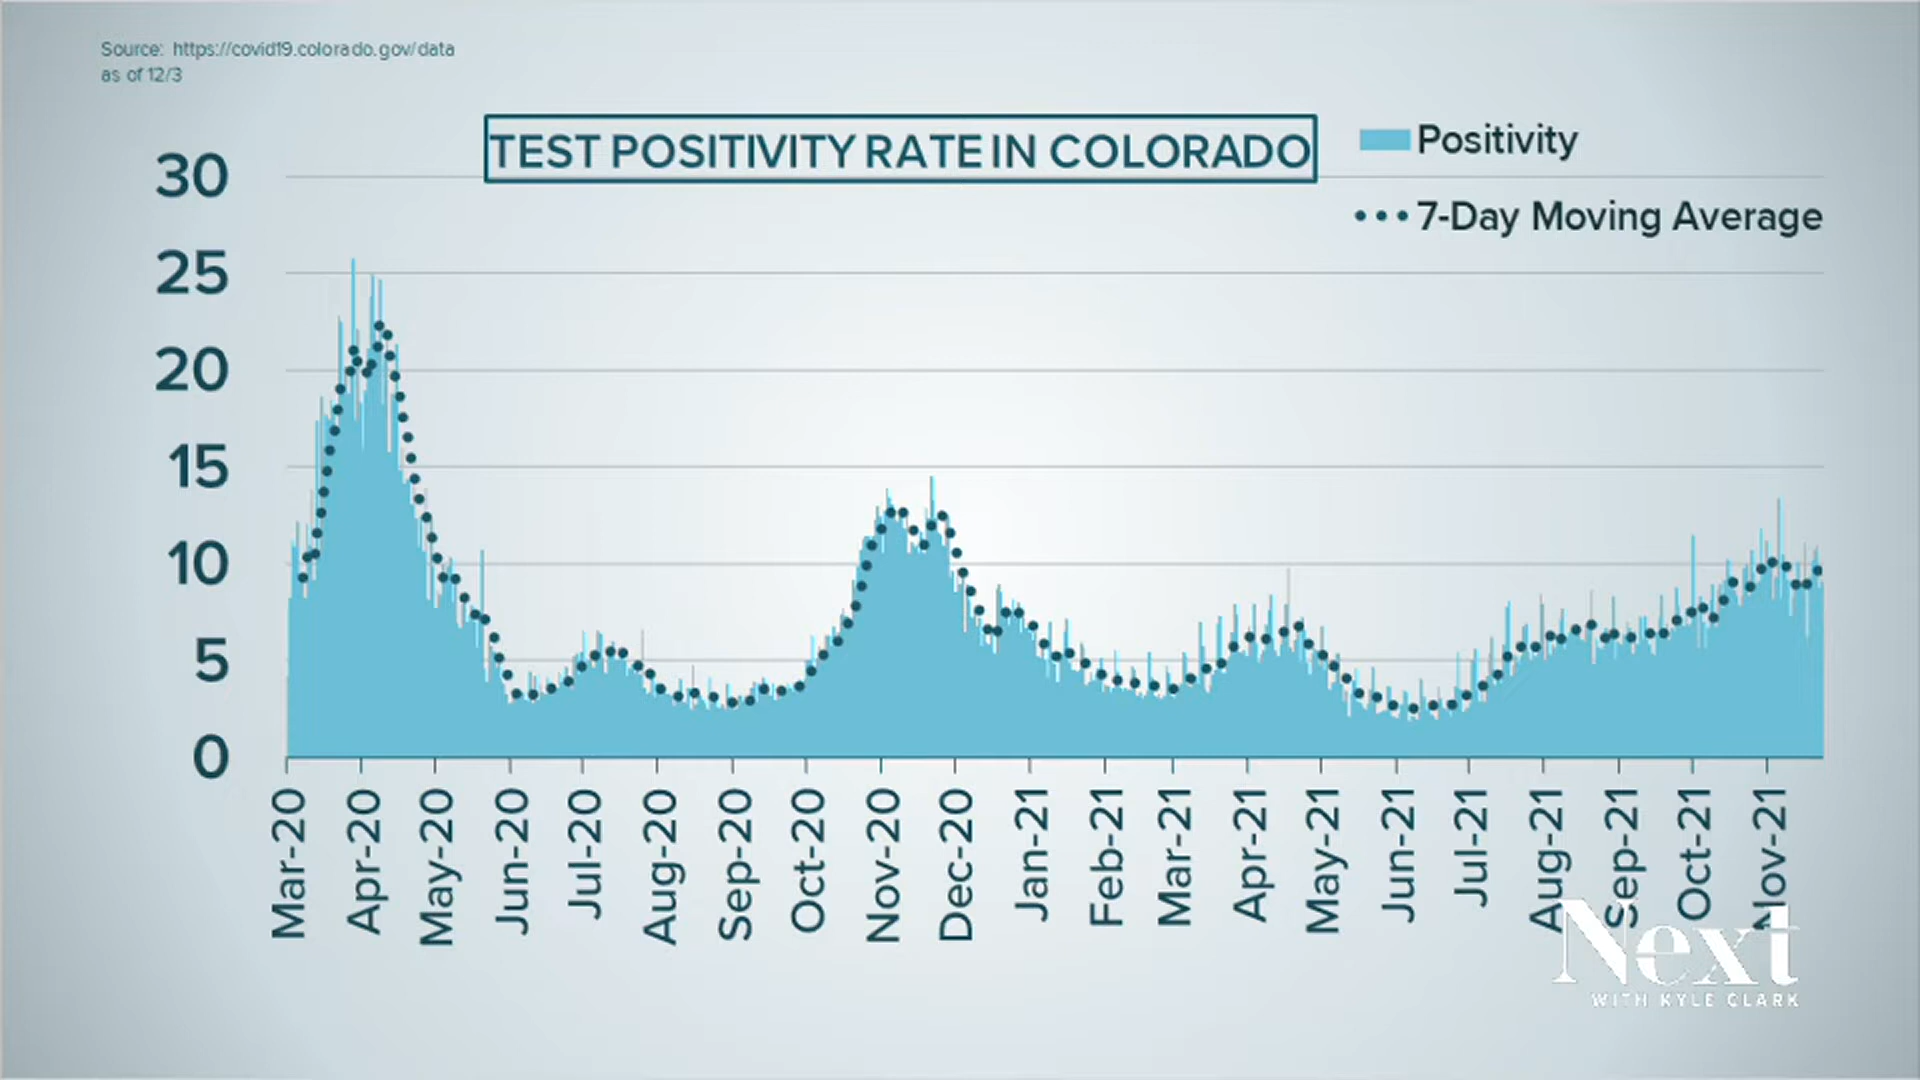 Source: https://covid19.colorado.gov/data
as of 12/3
TEST POSITIVITY RATE IN COLORADO
Positivity
7-Day Moving Average
30
25
20
15
10
5
0
Mar-20
Apr-20
May-20
Jun-20
Jul-20
Aug-20
Sep-20
Oct-20
Nov-20
Dec-20
Jan-21
Feb-21
Mar-21
Apr-21
May-21
Jun-21
Jul-21
Aug-21
Sep-21
Oct-21
Nov-21
Next
WITH KYLE CLARK